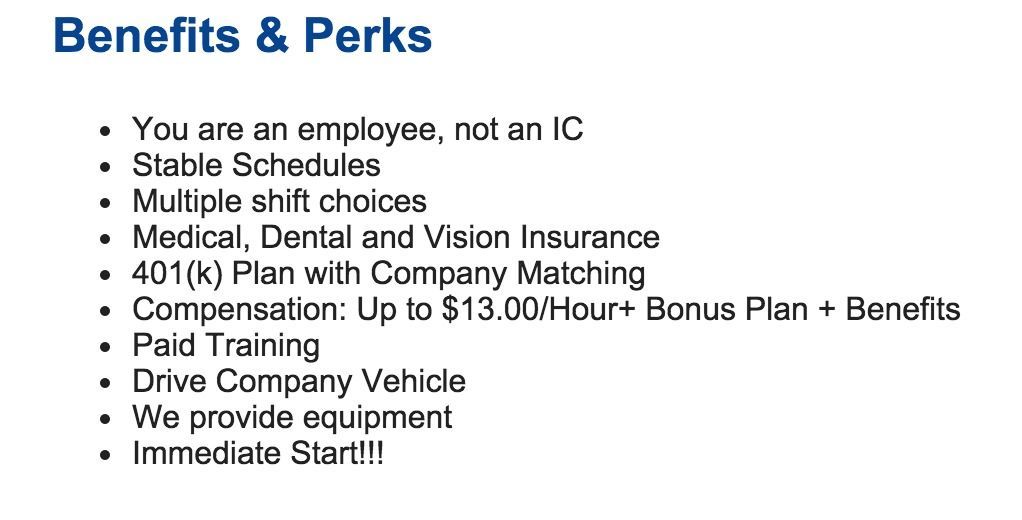 Benefits & Perks
• You are an employee, not an IC
• Stable Schedules
• Multiple shift choices
• Medical, Dental and Vision Insurance
• 401(k) Plan with Company Matching
• Compensation: Up to $13.00/Hour+ Bonus Plan + Benefits
• Paid Training
• Drive Company Vehicle
• We provide equipment
• Immediate Start!!!